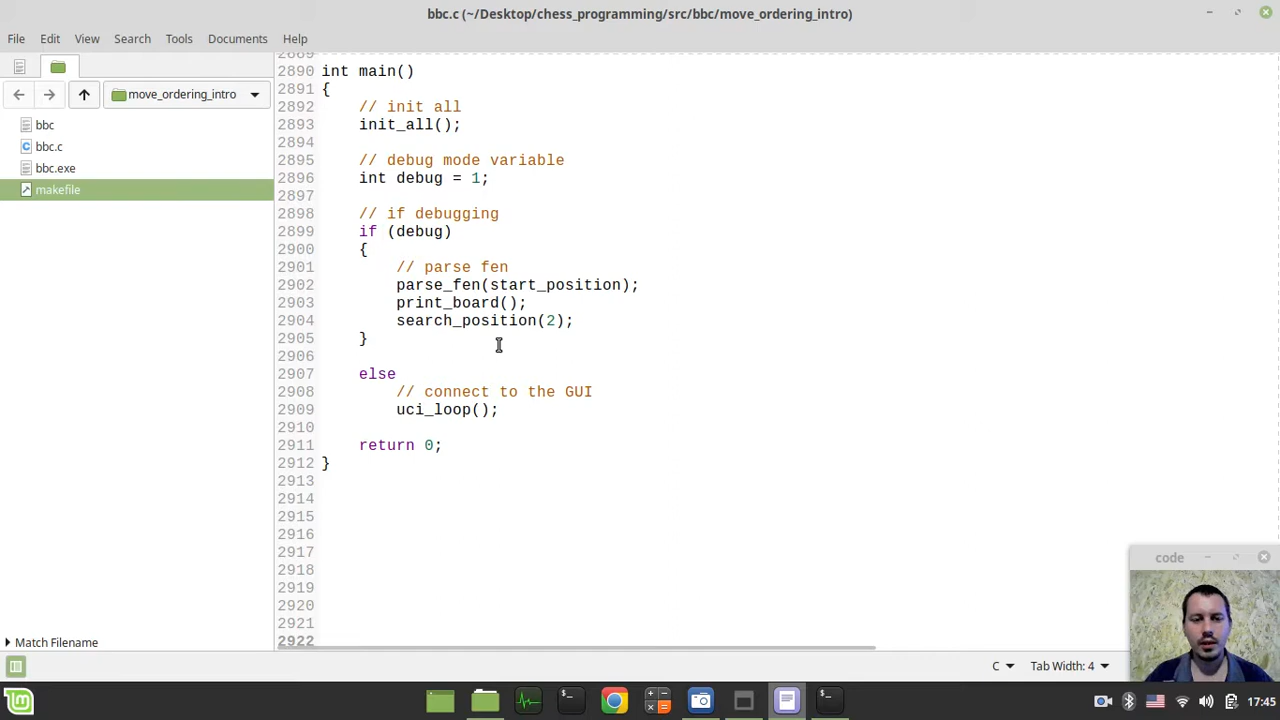 bbc.c (~/Desktop/chess_programming/src/bbc/move_ordering_intro)
File Edit View Search Tools Documents Help
move_ordering_intro
bbc
bbc.c
bbc.exe
makefile
Match Filename
2889
2890 int main()
2891 {
2892 // init all
2893 init_all();
2894
2895 // debug mode variable
2896 int debug = 1;
2897
2898 // if debugging
2899 if (debug)
2900 {
2901 // parse fen
2902 parse_fen(start_position);
2903 print_board();
2904 search_position(2);
2905 }
2906
2907 else
2908 // connect to the GUI
2909 uci_loop();
2910
2911 return 0;
2912 }
2913
2914
2915
2916
2917
2918
2919
2920
2921
2922
code
C Tab Width: 4
17:45